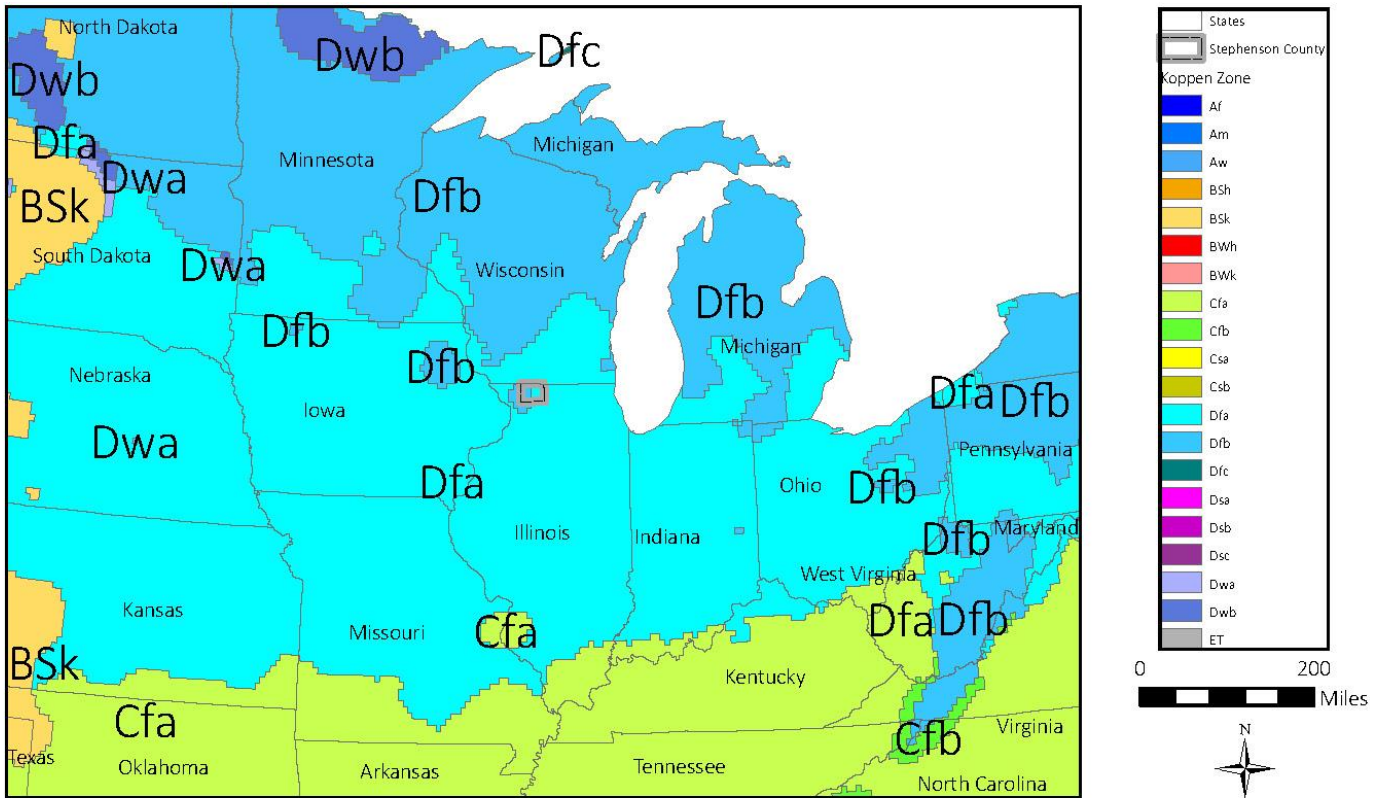 North Dakota
Dwb
Dfc
Dwb
Dfa
Michigan
Minnesota
Dwa
BSk
Dfb
South Dakota
Dwa
Wisconsin
Dfb
Dfb
Michigan
Dfb
Nebraska
Dfa
Dfb
Iowa
Dwa
Pennsylvania
Dfa
Ohio
Dfb
Illinois
Indiana
Dfb
Maryland
West Virginia
Kansas
Missouri
Cfa
Dfa
Dfb
BSk
Kentucky
Cfa
Cfb
Virginia
Texas
Oklahoma
Arkansas
Tennessee
North Carolina
States
Stephenson County
Koppen Zone
Af
Am
Aw
BSh
BSk
BWh
BWk
Cfa
Cfb
Csa
Csb
Dfa
Dfb
Dfc
Dsa
Dsb
Dsc
Dwa
Dwb
ET
0 200
Miles
N